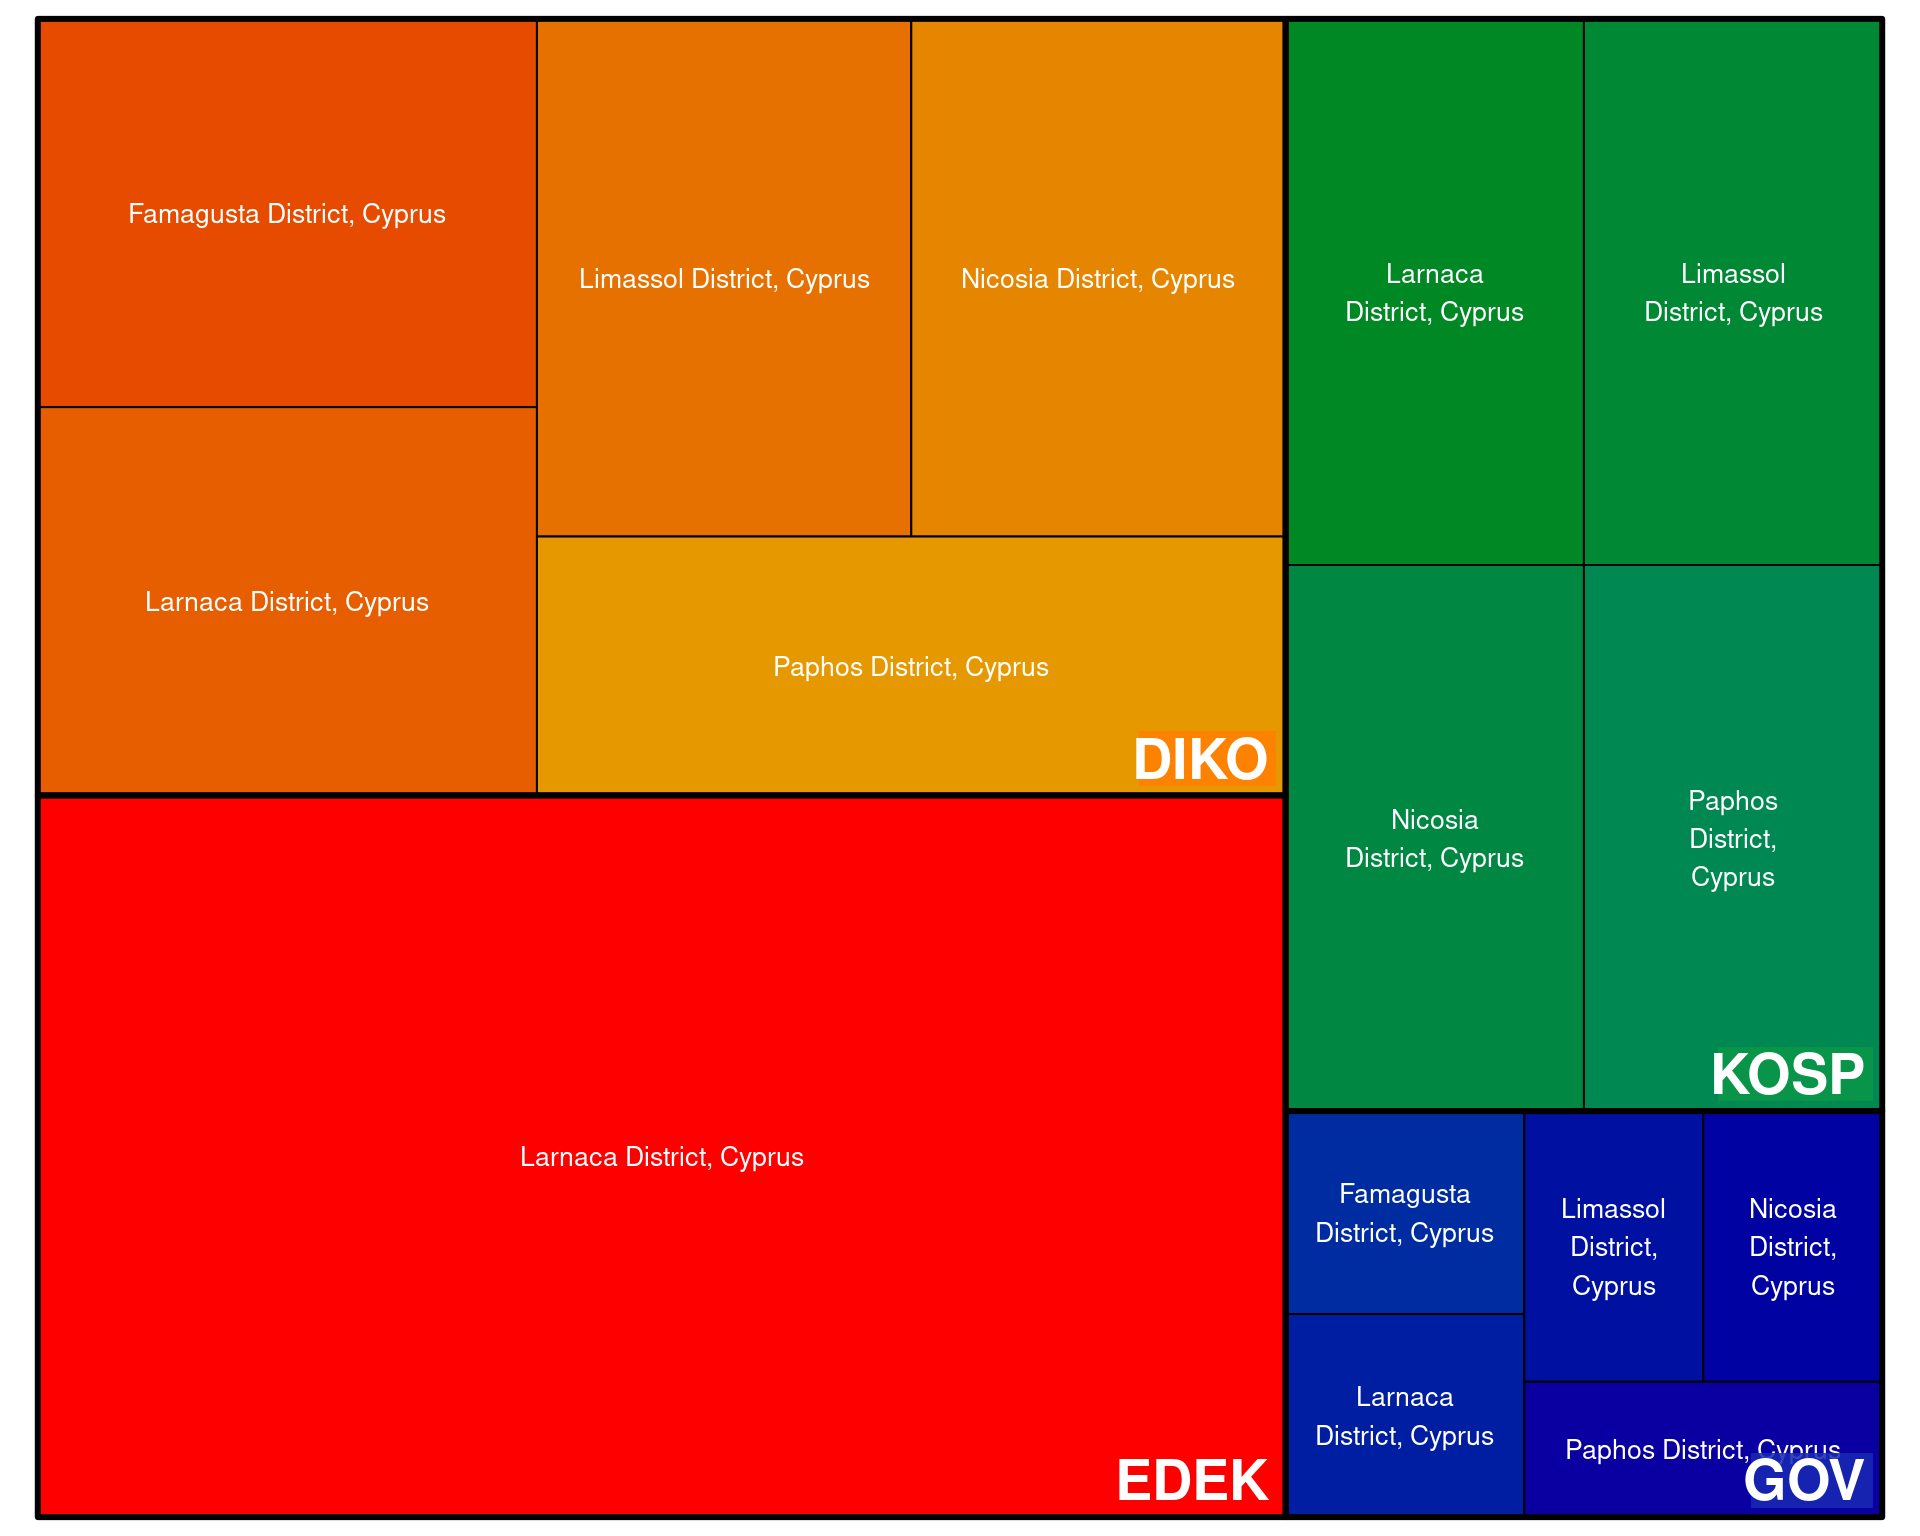 Famagusta District, Cyprus
Limassol District, Cyprus
Nicosia District, Cyprus
Larnaca District, Cyprus
Paphos District, Cyprus
DIKO
Larnaca District, Cyprus
EDEK
Larnaca
District, Cyprus
Limassol
District, Cyprus
Nicosia
District, Cyprus
Paphos
District,
Cyprus
KOSP
Famagusta
District, Cyprus
Limassol
District,
Cyprus
Nicosia
District,
Cyprus
Larnaca
District, Cyprus
Paphos District, Cyprus
GOV